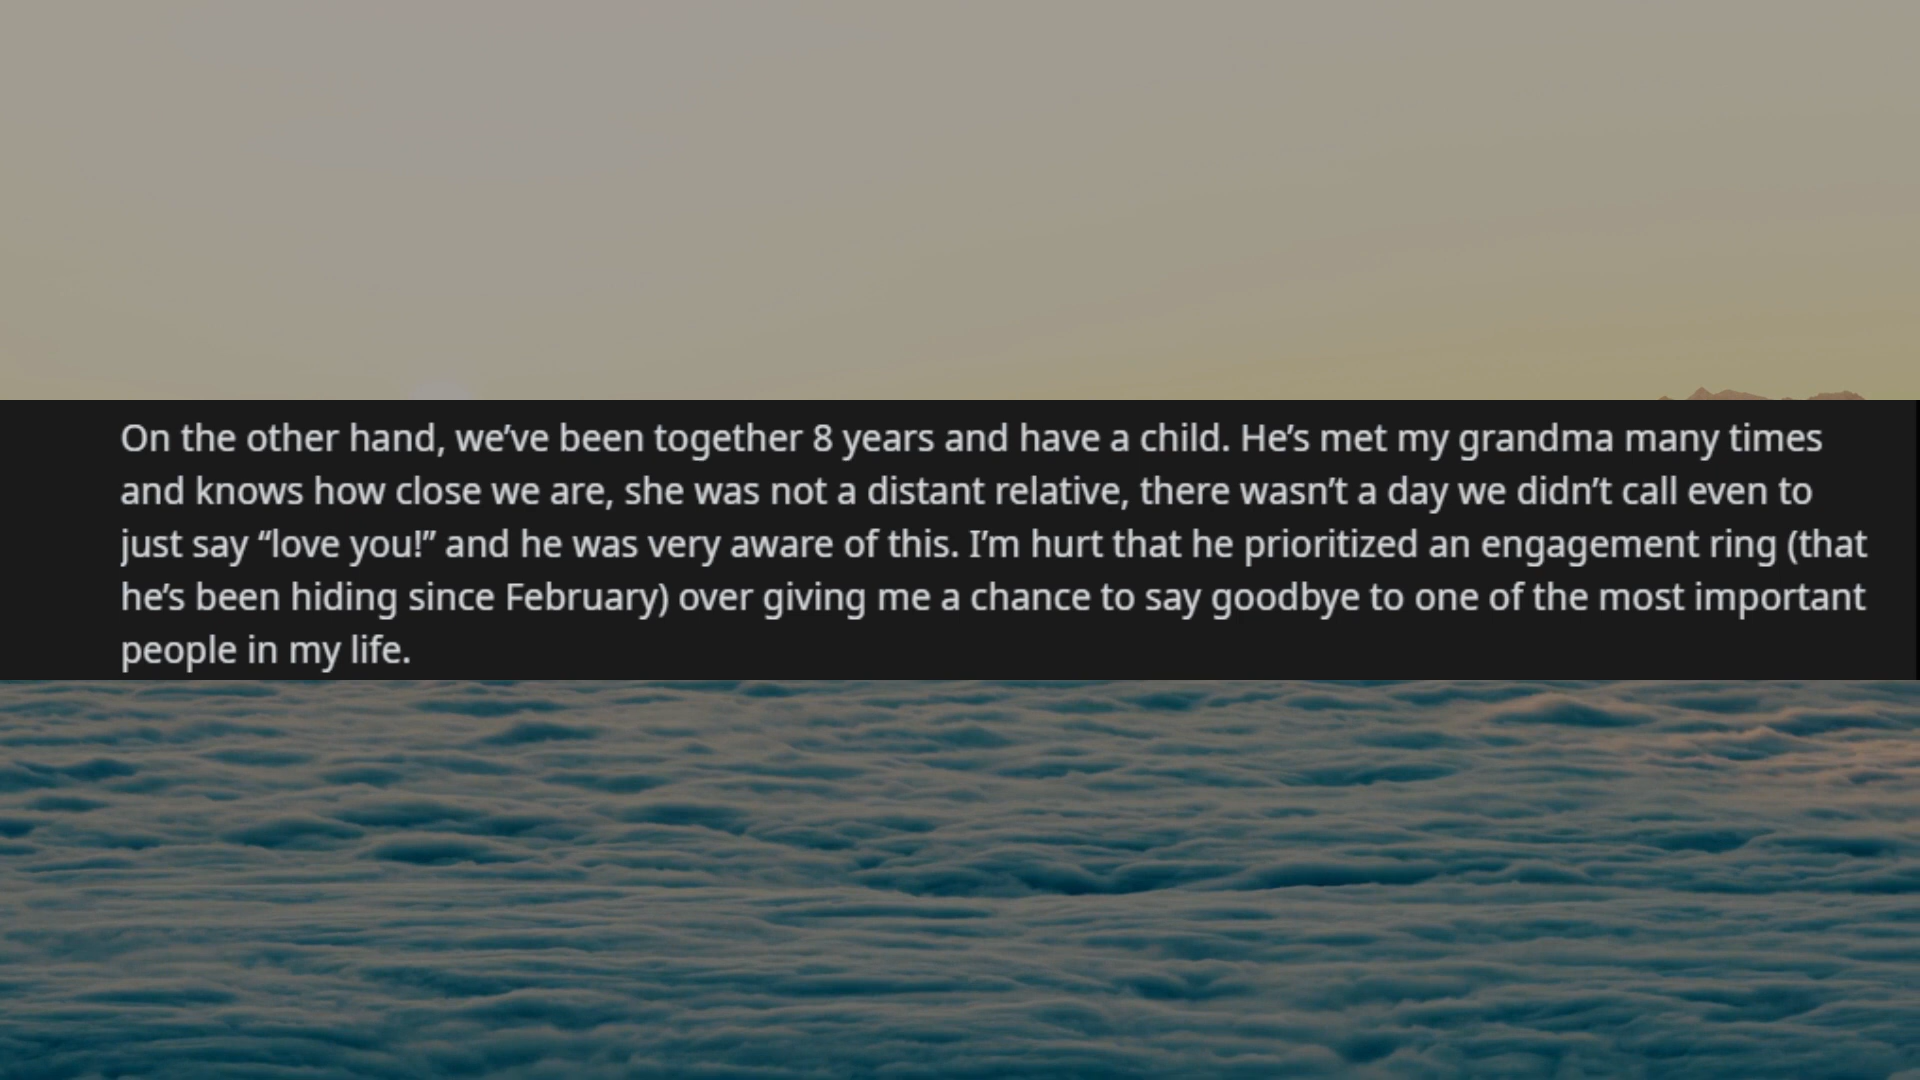 On the other hand, we’ve been together 8 years and have a child. He’s met my grandma many times
and knows how close we are, she was not a distant relative, there wasn’t a day we didn’t call even to
just say “love you!” and he was very aware of this. I’m hurt that he prioritized an engagement ring (that
he’s been hiding since February) over giving me a chance to say goodbye to one of the most important
people in my life.